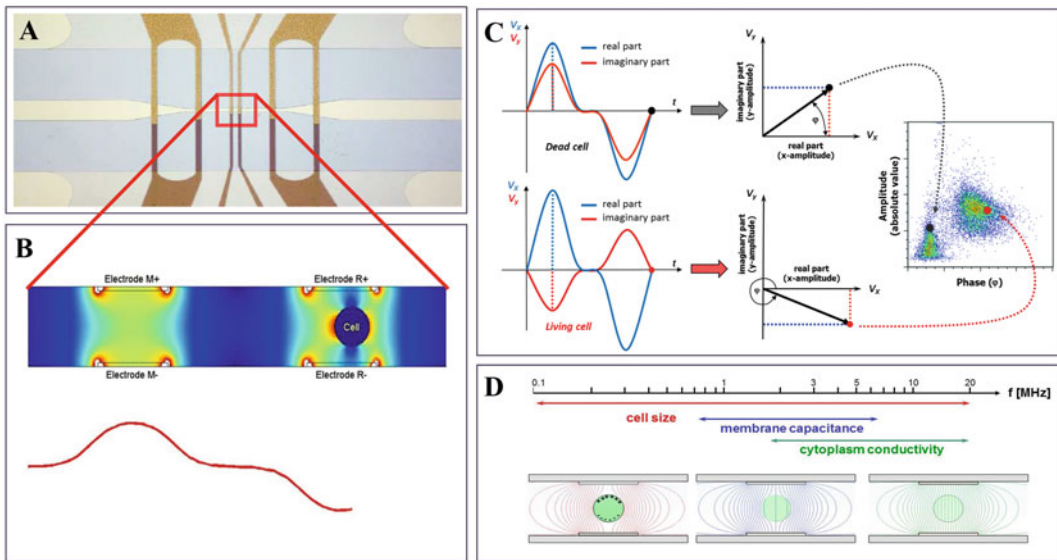 A
B
Electrode M+
Electrode R+
Cell
Electrode M-
Electrode R-
C
Vx
Vy
real part
imaginary part
t
Dead cell
Vy
imaginary part
(y-amplitude)
φ
Vx
real part
(x-amplitude)
Vx
Vy
real part
imaginary part
t
Living cell
Vy
imaginary part
(y-amplitude)
real part
(x-amplitude)
φ
Vx
Amplitude
(absolute value)
Phase (φ)
D
0.1 1 3 5 10 20 f [MHz]
cell size
membrane capacitance
cytoplasm conductivity